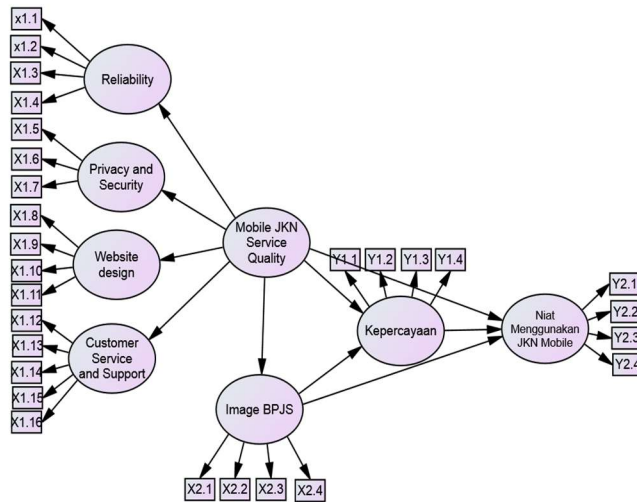 x1.1
x1.2
X1.3
X1.4
Reliability
X1.5
X1.6
X1.7
Privacy and
Security
X1.8
X1.9
X1.10
X1.11
Website
design
X1.12
X1.13
X1.14
X1.15
X1.16
Customer
Service
and Support
Mobile JKN
Service
Quality
Y1.1
Y1.2
Y1.3
Y1.4
Kepercayaan
Image BPJS
X2.1
X2.2
X2.3
X2.4
Niat
Menggunakan
JKN Mobile
Y2.1
Y2.2
Y2.3
Y2.4